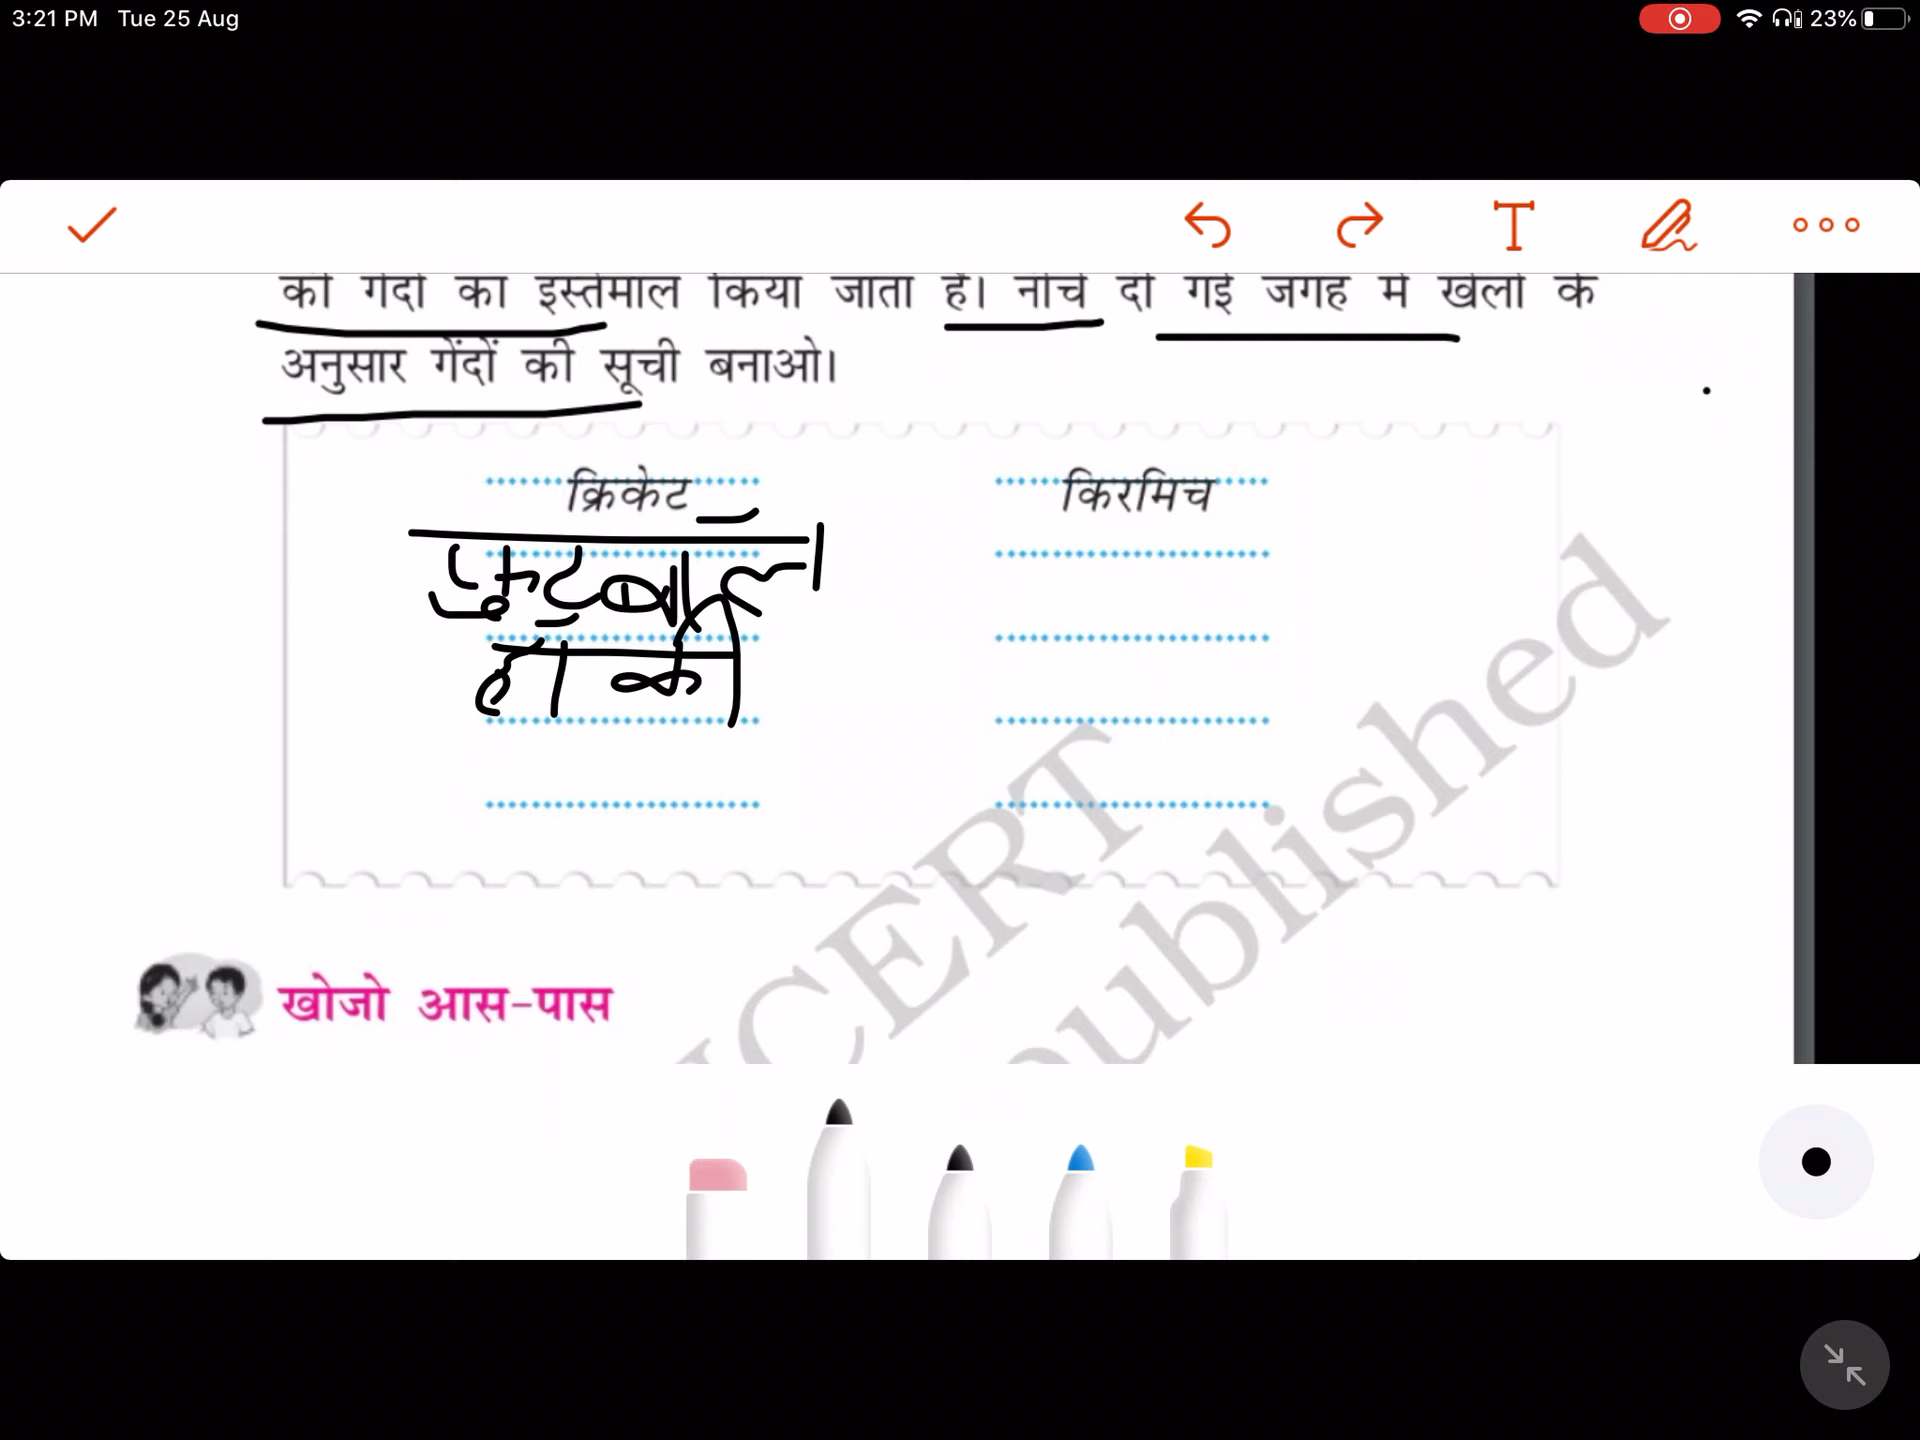 3:21 PM Tue 25 Aug 23%
की गेंदों का इस्तेमाल किया जाता है। नीचे दी गई जगह में खेलों के
अनुसार गेंदों की सूची बनाओ।
क्रिकेट किरमिच
फुटबाल
हाकी
खोजो आस-पास
NCERT
published